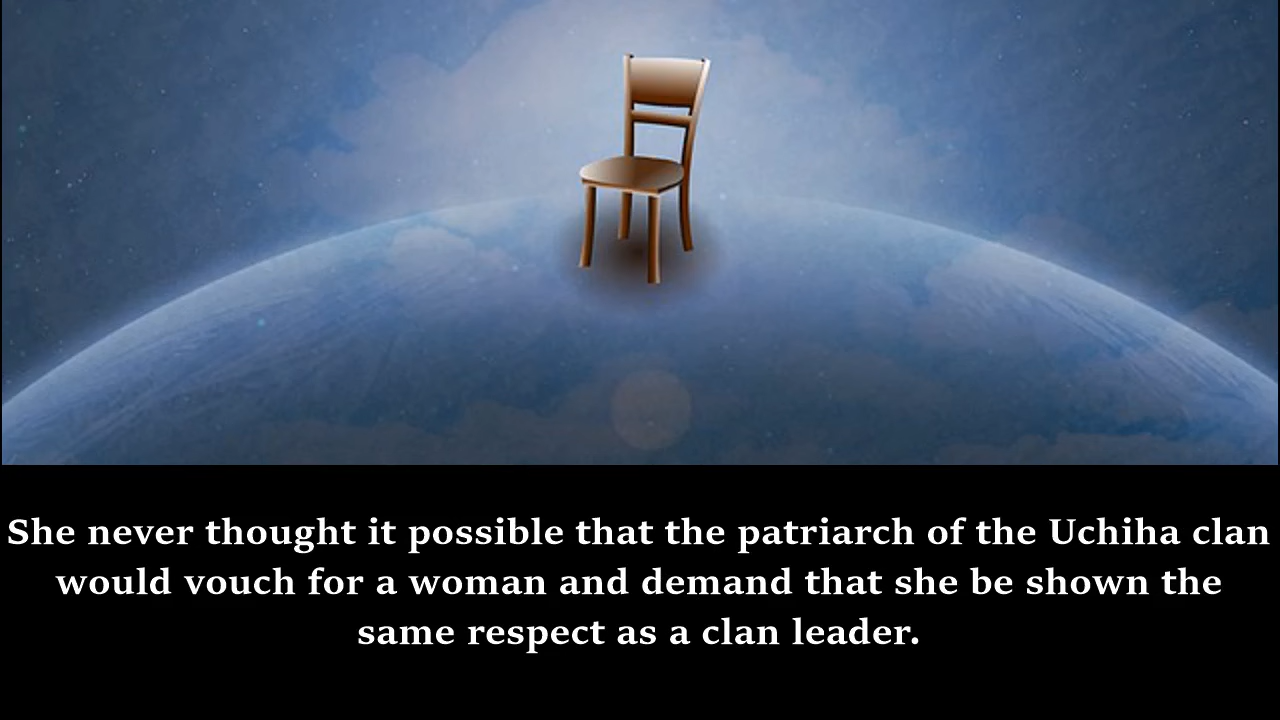 She never thought it possible that the patriarch of the Uchiha clan
would vouch for a woman and demand that she be shown the
same respect as a clan leader.